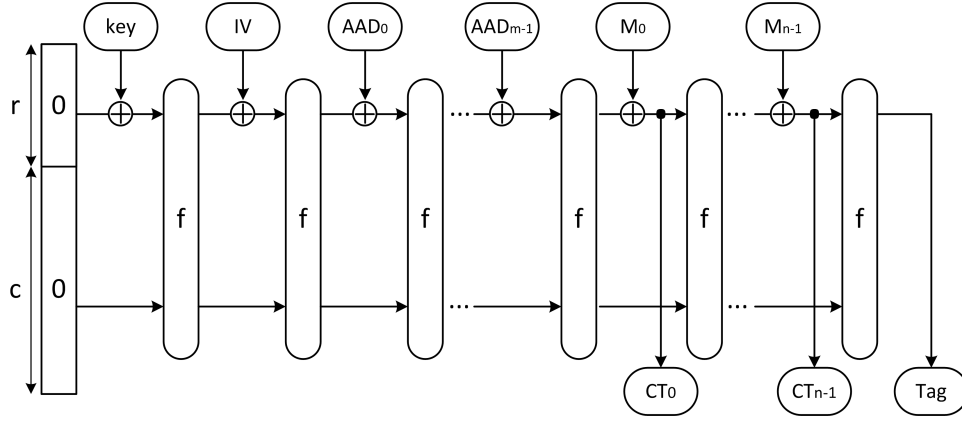 key IV AAD0 AADm-1 M0 Mn-1
r 0 ... ...
f f f f f f
c 0 ... ...
CT0 CTn-1 Tag